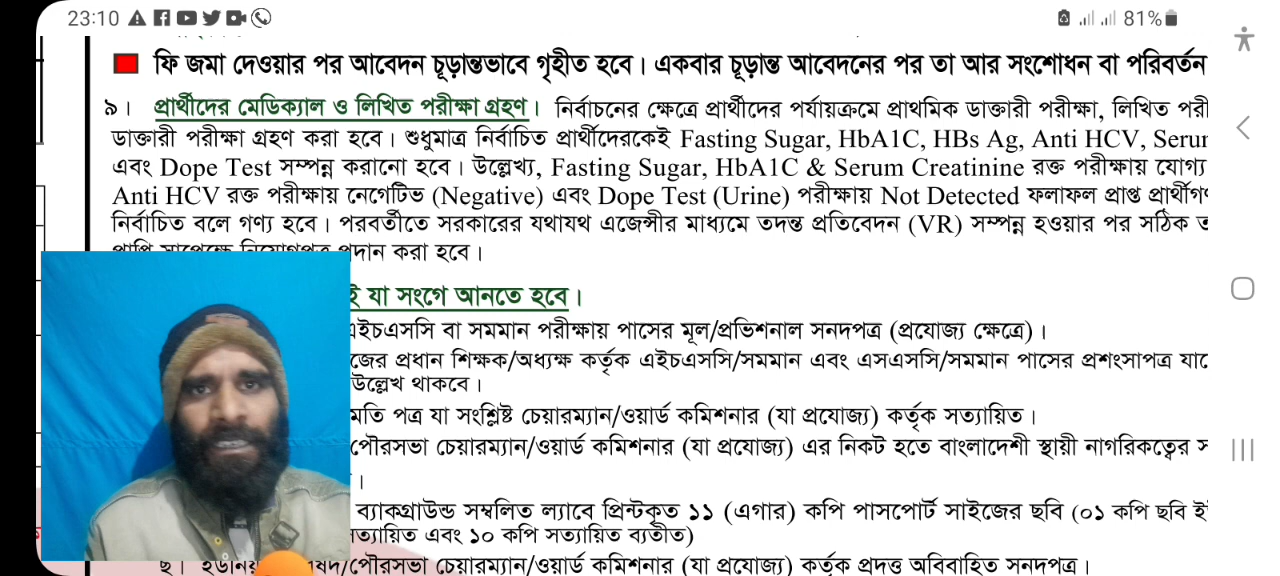 23:10 81%
ফি জমা দেওয়ার পর আবেদন চূড়ান্তভাবে গৃহীত হবে। একবার চূড়ান্ত আবেদনের পর তা আর সংশোধন বা পরিবর্তন
৯। প্রার্থীদের মেডিক্যাল ও লিখিত পরীক্ষা গ্রহণ। নির্বাচনের ক্ষেত্রে প্রার্থীদের পর্যায়ক্রমে প্রাথমিক ডাক্তারী পরীক্ষা, লিখিত পরী
ডাক্তারী পরীক্ষা গ্রহণ করা হবে। শুধুমাত্র নির্বাচিত প্রার্থীদেরকেই Fasting Sugar, HbA1C, HBs Ag, Anti HCV, Serur
এবং Dope Test সম্পন্ন করানো হবে। উল্লেখ্য, Fasting Sugar, HbA1C & Serum Creatinine রক্ত পরীক্ষায় যোগ্য
Anti HCV রক্ত পরীক্ষায় নেগেটিভ (Negative) এবং Dope Test (Urine) পরীক্ষায় Not Detected ফলাফল প্রাপ্ত প্রার্থীগণ
নির্বাচিত বলে গণ্য হবে। পরবর্তীতে সরকারের যথাযথ এজেন্সীর মাধ্যমে তদন্ত প্রতিবেদন (VR) সম্পন্ন হওয়ার পর সঠিক ত
প্রদান করা হবে।
ই যা সংগে আনতে হবে।
এইচএসসি বা সমমান পরীক্ষায় পাসের মূল/প্রভিশনাল সনদপত্র (প্রযোজ্য ক্ষেত্রে)।
জের প্রধান শিক্ষক/অধ্যক্ষ কর্তৃক এইচএসসি/সমমান এবং এসএসসি/সমমান পাসের প্রশংসাপত্র যাতে
উল্লেখ থাকবে।
মতি পত্র যা সংশ্লিষ্ট চেয়ারম্যান/ওয়ার্ড কমিশনার (যা প্রযোজ্য) কর্তৃক সত্যায়িত।
পৌরসভা চেয়ারম্যান/ওয়ার্ড কমিশনার (যা প্রযোজ্য) এর নিকট হতে বাংলাদেশী স্থায়ী নাগরিকত্বের স
।
ব্যাকগ্রাউন্ড সম্বলিত ল্যাবে প্রিন্টকৃত ১১ (এগার) কপি পাসপোর্ট সাইজের ছবি (০১ কপি ছবি ই
সত্যায়িত এবং ১০ কপি সত্যায়িত ব্যতীত)
ছ। /পৌরসভা চেয়ারম্যান/ওয়ার্ড কমিশনার (যা প্রযোজ্য) কর্তৃক প্রদত্ত অবিবাহিত সনদপত্র।